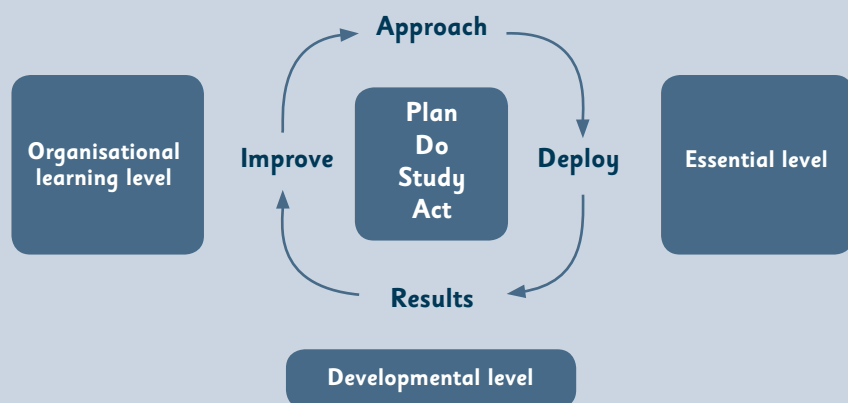 Approach
Organisational
learning level
Improve
Plan
Do
Study
Act
Deploy
Essential level
Results
Developmental level